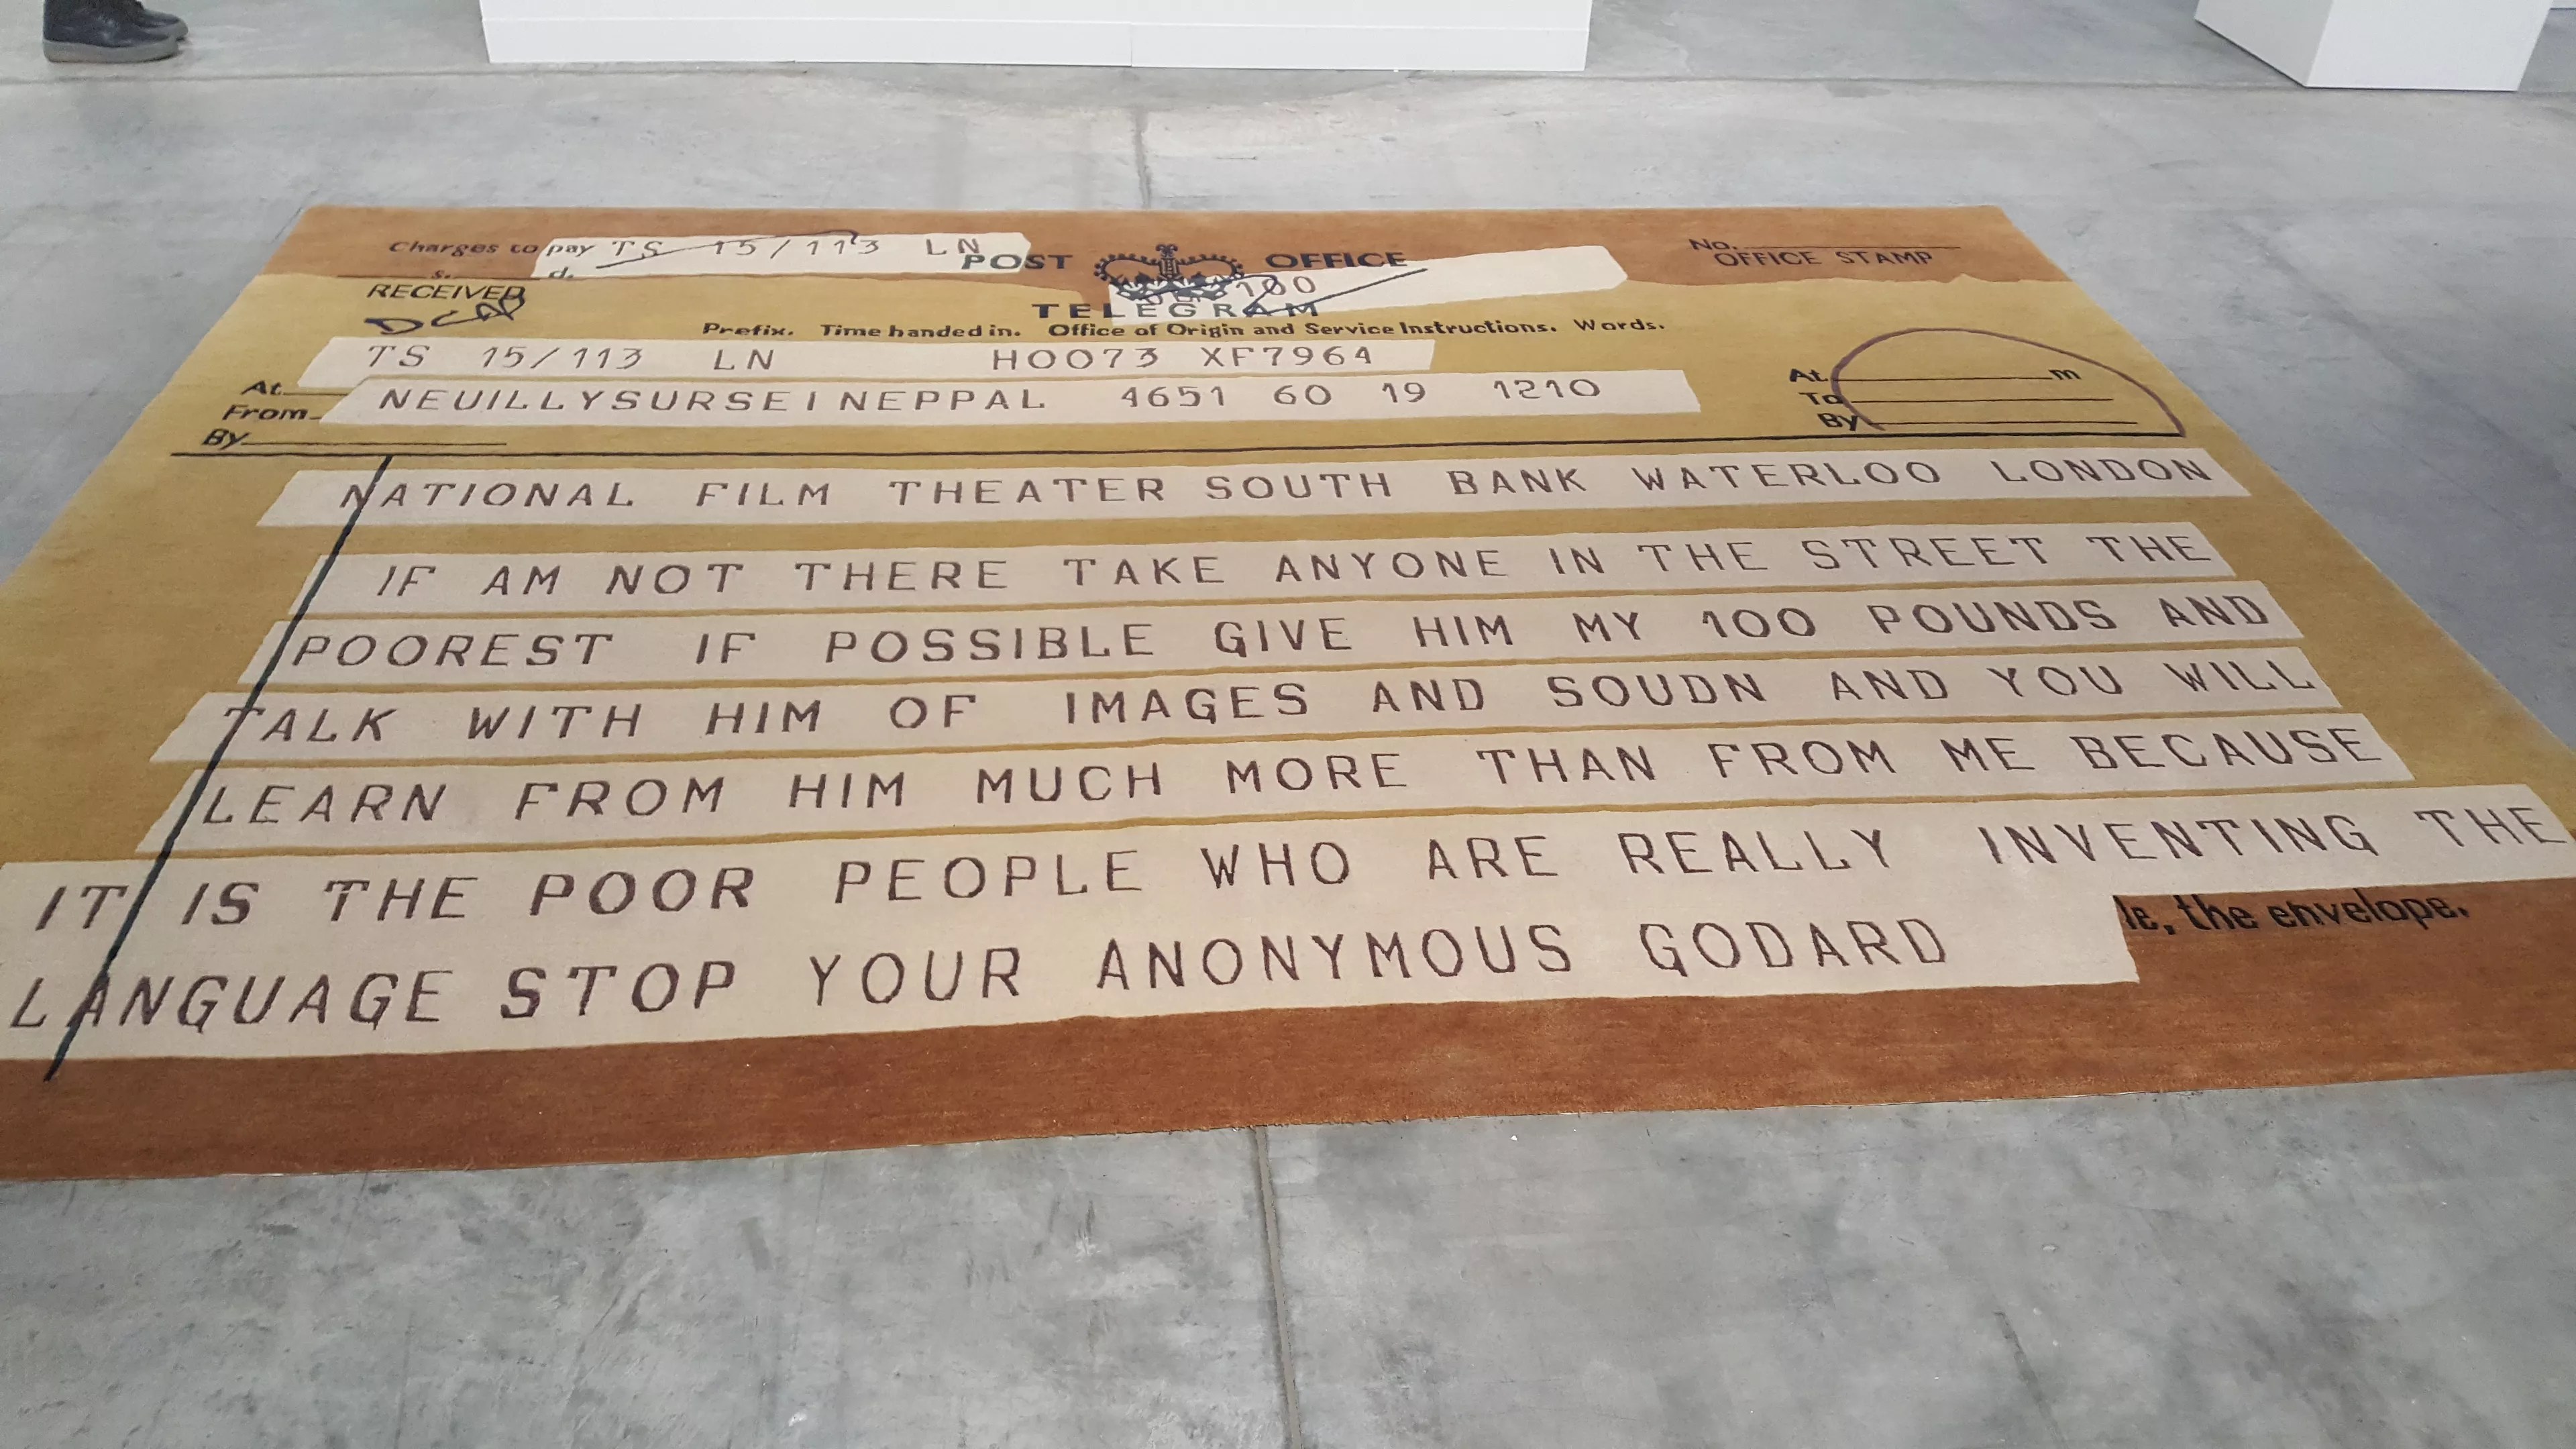 Charges to pay TS 15/113 LN
s. d.
POST OFFICE
No.
OFFICE STAMP
RECEIVED
100
TELEGRAM
Prefix. Time handed in. Office of Origin and Service Instructions. Words.
TS 15/113 LN H0073 XF7964
At
From
By
NEUILLYSURSEINEPPAL 4651 60 19 1210
At m
To
By
NATIONAL FILM THEATER SOUTH BANK WATERLOO LONDON
IF AM NOT THERE TAKE ANYONE IN THE STREET THE
POOREST IF POSSIBLE GIVE HIM MY 100 POUNDS AND
TALK WITH HIM OF IMAGES AND SOUDN AND YOU WILL
LEARN FROM HIM MUCH MORE THAN FROM ME BECAUSE
IT IS THE POOR PEOPLE WHO ARE REALLY INVENTING THE
LANGUAGE STOP YOUR ANONYMOUS GODARD
le, the envelope.